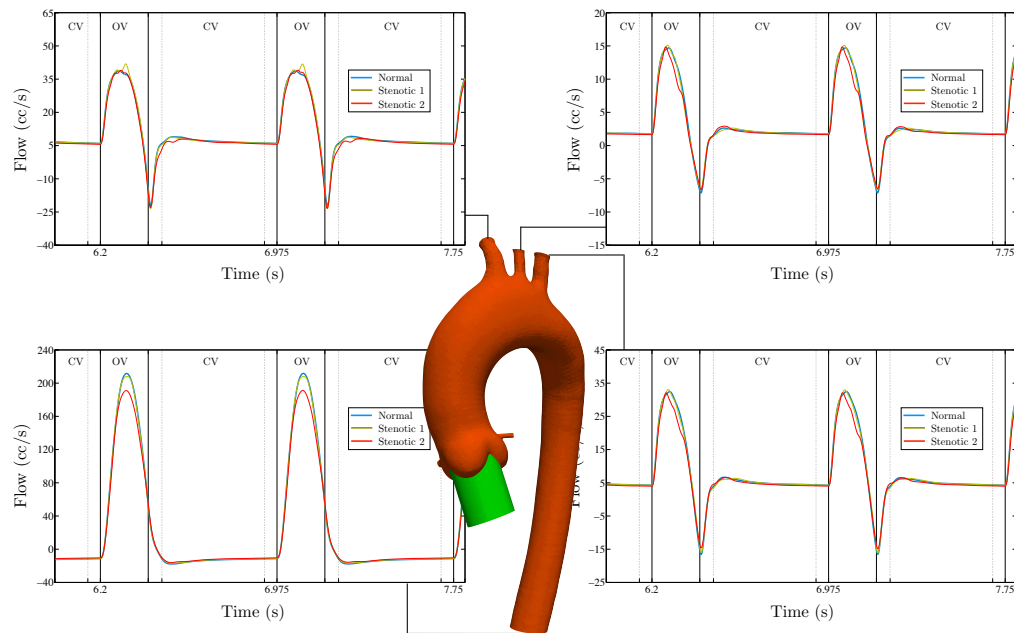 65
50
35
20
5
−10
−25
−40
CV
OV
CV
OV
CV
Normal
Stenotic 1
Stenotic 2
Flow (cc/s)
6.2
6.975
7.75
Time (s)
20
15
10
5
0
−5
−10
−15
CV
OV
CV
OV
CV
Normal
Stenotic 1
Stenotic 2
Flow (cc/s)
6.2
6.975
7.75
Time (s)
240
200
160
120
80
40
0
−40
CV
OV
CV
OV
CV
Normal
Stenotic 1
Stenotic 2
Flow (cc/s)
6.2
6.975
7.75
Time (s)
45
35
25
15
5
−5
−15
−25
CV
OV
CV
OV
CV
Normal
Stenotic 1
Stenotic 2
6.2
6.975
7.75
Time (s)